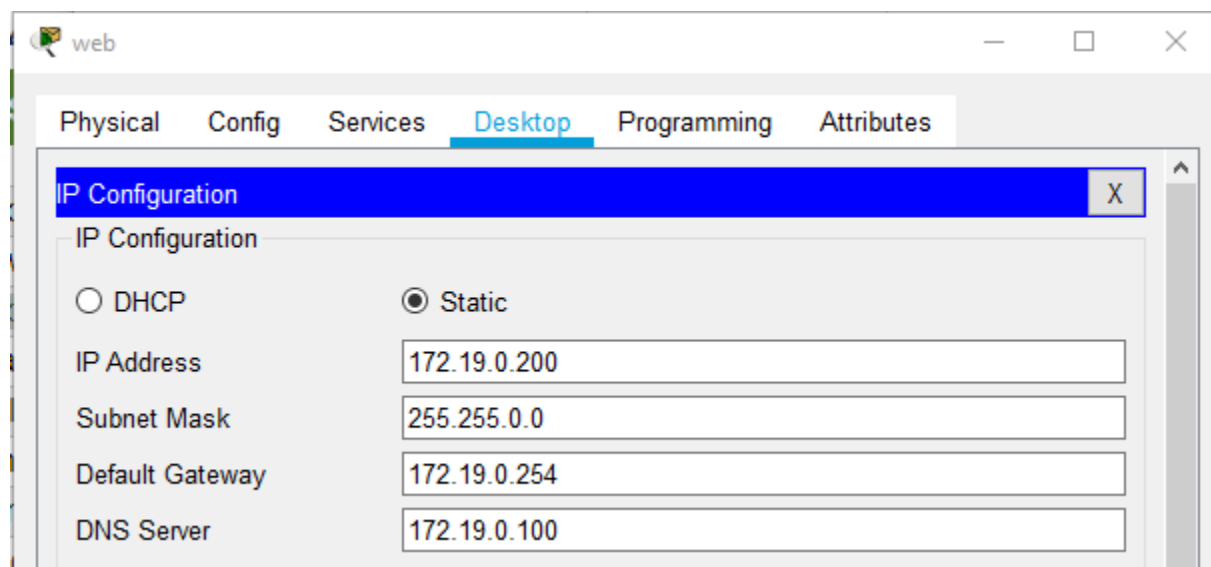 web
Physical Config Services Desktop Programming Attributes
IP Configuration X
IP Configuration
DHCP Static
IP Address 172.19.0.200
Subnet Mask 255.255.0.0
Default Gateway 172.19.0.254
DNS Server 172.19.0.100